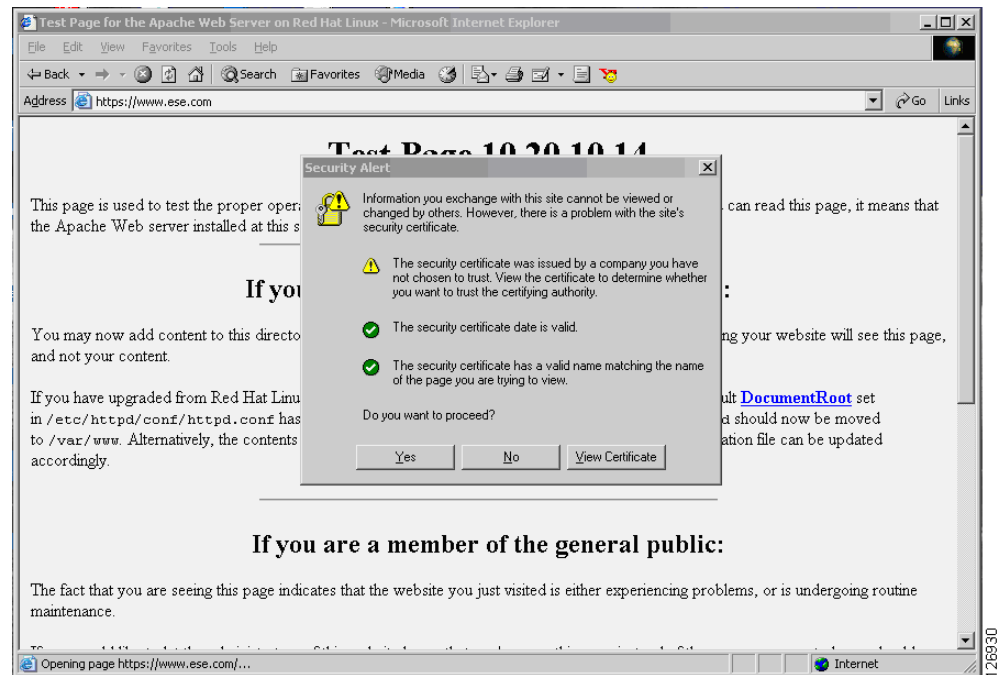 Test Page for the Apache Web Server on Red Hat Linux - Microsoft Internet Explorer
File Edit View Favorites Tools Help
Back Search Favorites Media
Address https://www.ese.com Go Links
Test Page 10.20.10.14
Security Alert
Information you exchange with this site cannot be viewed or
changed by others. However, there is a problem with the site's
security certificate.
The security certificate was issued by a company you have
not chosen to trust. View the certificate to determine whether
you want to trust the certifying authority.
The security certificate date is valid.
The security certificate has a valid name matching the name
of the page you are trying to view.
Do you want to proceed?
Yes No View Certificate
This page is used to test the proper can read this page, it means that
the Apache Web server installed at this
If you :
You may now add content to this your website will see this page,
and not your content.
If you have upgraded from Red Hat DocumentRoot set
in /etc/httpd/conf/httpd.conf has should now be moved
to /var/www. Alternatively, the contents file can be updated
accordingly.
If you are a member of the general public:
The fact that you are seeing this page indicates that the website you just visited is either experiencing problems, or is undergoing routine
maintenance.
Opening page https://www.ese.com/... Internet
126930